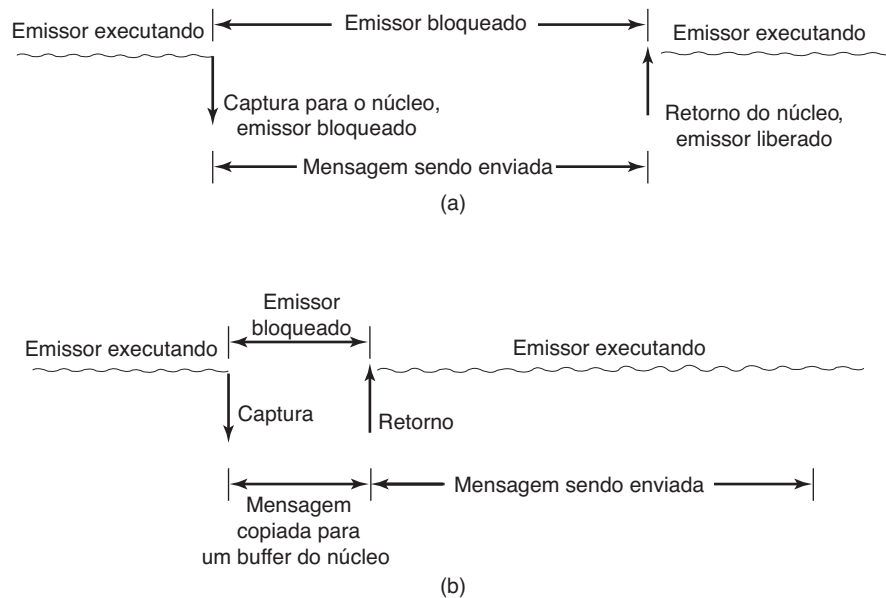 Emissor executando
Emissor bloqueado
Emissor executando
Captura para o núcleo,
emissor bloqueado
Retorno do núcleo,
emissor liberado
Mensagem sendo enviada
(a)
Emissor
bloqueado
Emissor executando
Emissor executando
Captura
Retorno
Mensagem sendo enviada
Mensagem
copiada para
um buffer do núcleo
(b)